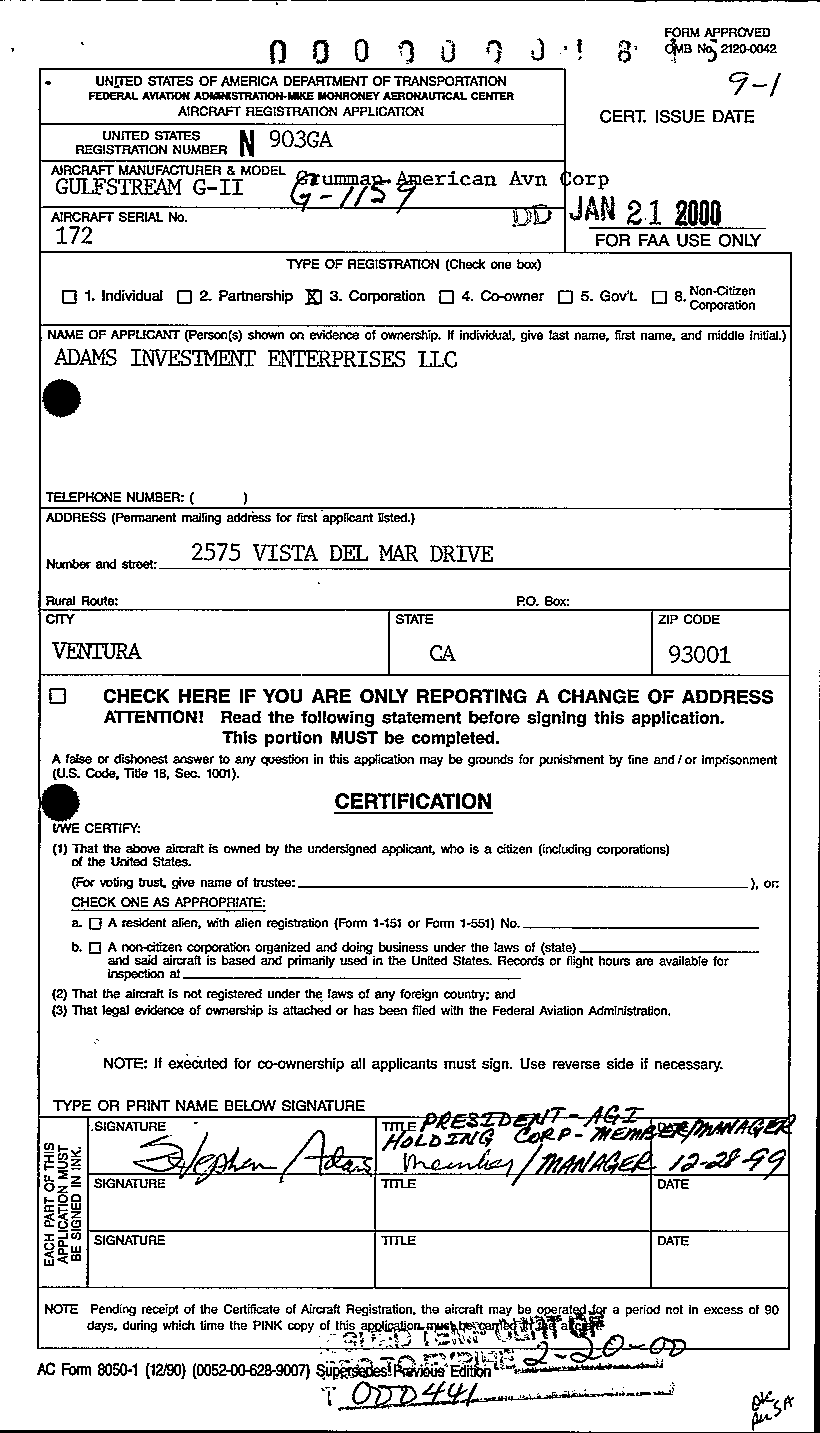 0 0 0 0 0 0 0 1 8
FORM APPROVED
OMB No. 2120-0042
9-1
UNITED STATES OF AMERICA DEPARTMENT OF TRANSPORTATION
FEDERAL AVIATION ADMINISTRATION-MIKE MONRONEY AERONAUTICAL CENTER
AIRCRAFT REGISTRATION APPLICATION
CERT. ISSUE DATE
UNITED STATES
REGISTRATION NUMBER N 903GA
AIRCRAFT MANUFACTURER & MODEL Grumman American Avn Corp
GULFSTREAM G-II G-1159
AIRCRAFT SERIAL No.
172
DD JAN 21 2000
FOR FAA USE ONLY
TYPE OF REGISTRATION (Check one box)
☐ 1. Individual ☐ 2. Partnership ☒ 3. Corporation ☐ 4. Co-owner ☐ 5. Gov't. ☐ 8. Non-Citizen Corporation
NAME OF APPLICANT (Person(s) shown on evidence of ownership. If individual, give last name, first name, and middle initial.)
ADAMS INVESTMENT ENTERPRISES LLC
TELEPHONE NUMBER: ( )
ADDRESS (Permanent mailing address for first applicant listed.)
Number and street: 2575 VISTA DEL MAR DRIVE
Rural Route: P.O. Box:
CITY STATE ZIP CODE
VENTURA CA 93001
☐ CHECK HERE IF YOU ARE ONLY REPORTING A CHANGE OF ADDRESS
ATTENTION! Read the following statement before signing this application.
This portion MUST be completed.
A false or dishonest answer to any question in this application may be grounds for punishment by fine and / or imprisonment
(U.S. Code, Title 18, Sec. 1001).
CERTIFICATION
I/WE CERTIFY:
(1) That the above aircraft is owned by the undersigned applicant, who is a citizen (including corporations)
of the United States.
(For voting trust, give name of trustee: ), or:
CHECK ONE AS APPROPRIATE:
a. ☐ A resident alien, with alien registration (Form 1-151 or Form 1-551) No.
b. ☐ A non-citizen corporation organized and doing business under the laws of (state)
and said aircraft is based and primarily used in the United States. Records or flight hours are available for
inspection at
(2) That the aircraft is not registered under the laws of any foreign country; and
(3) That legal evidence of ownership is attached or has been filed with the Federal Aviation Administration.
NOTE: If executed for co-ownership all applicants must sign. Use reverse side if necessary.
TYPE OR PRINT NAME BELOW SIGNATURE
EACH PART OF THIS
APPLICATION MUST
BE SIGNED IN INK.
SIGNATURE TITLE DATE
PRESIDENT-AGI
HOLDING CORP-MEMBER/MANAGER
Stephen Adams Member/MANAGER 12-28-99
SIGNATURE TITLE DATE
SIGNATURE TITLE DATE
NOTE Pending receipt of the Certificate of Aircraft Registration, the aircraft may be operated for a period not in excess of 90
days, during which time the PINK copy of this application must be carried in the aircraft.
ISSUED TEMP CERT OF
TO EXPIRE 2-20-00
AC Form 8050-1 (12/90) (0052-00-628-9007) Supersedes Previous Edition
T 000441